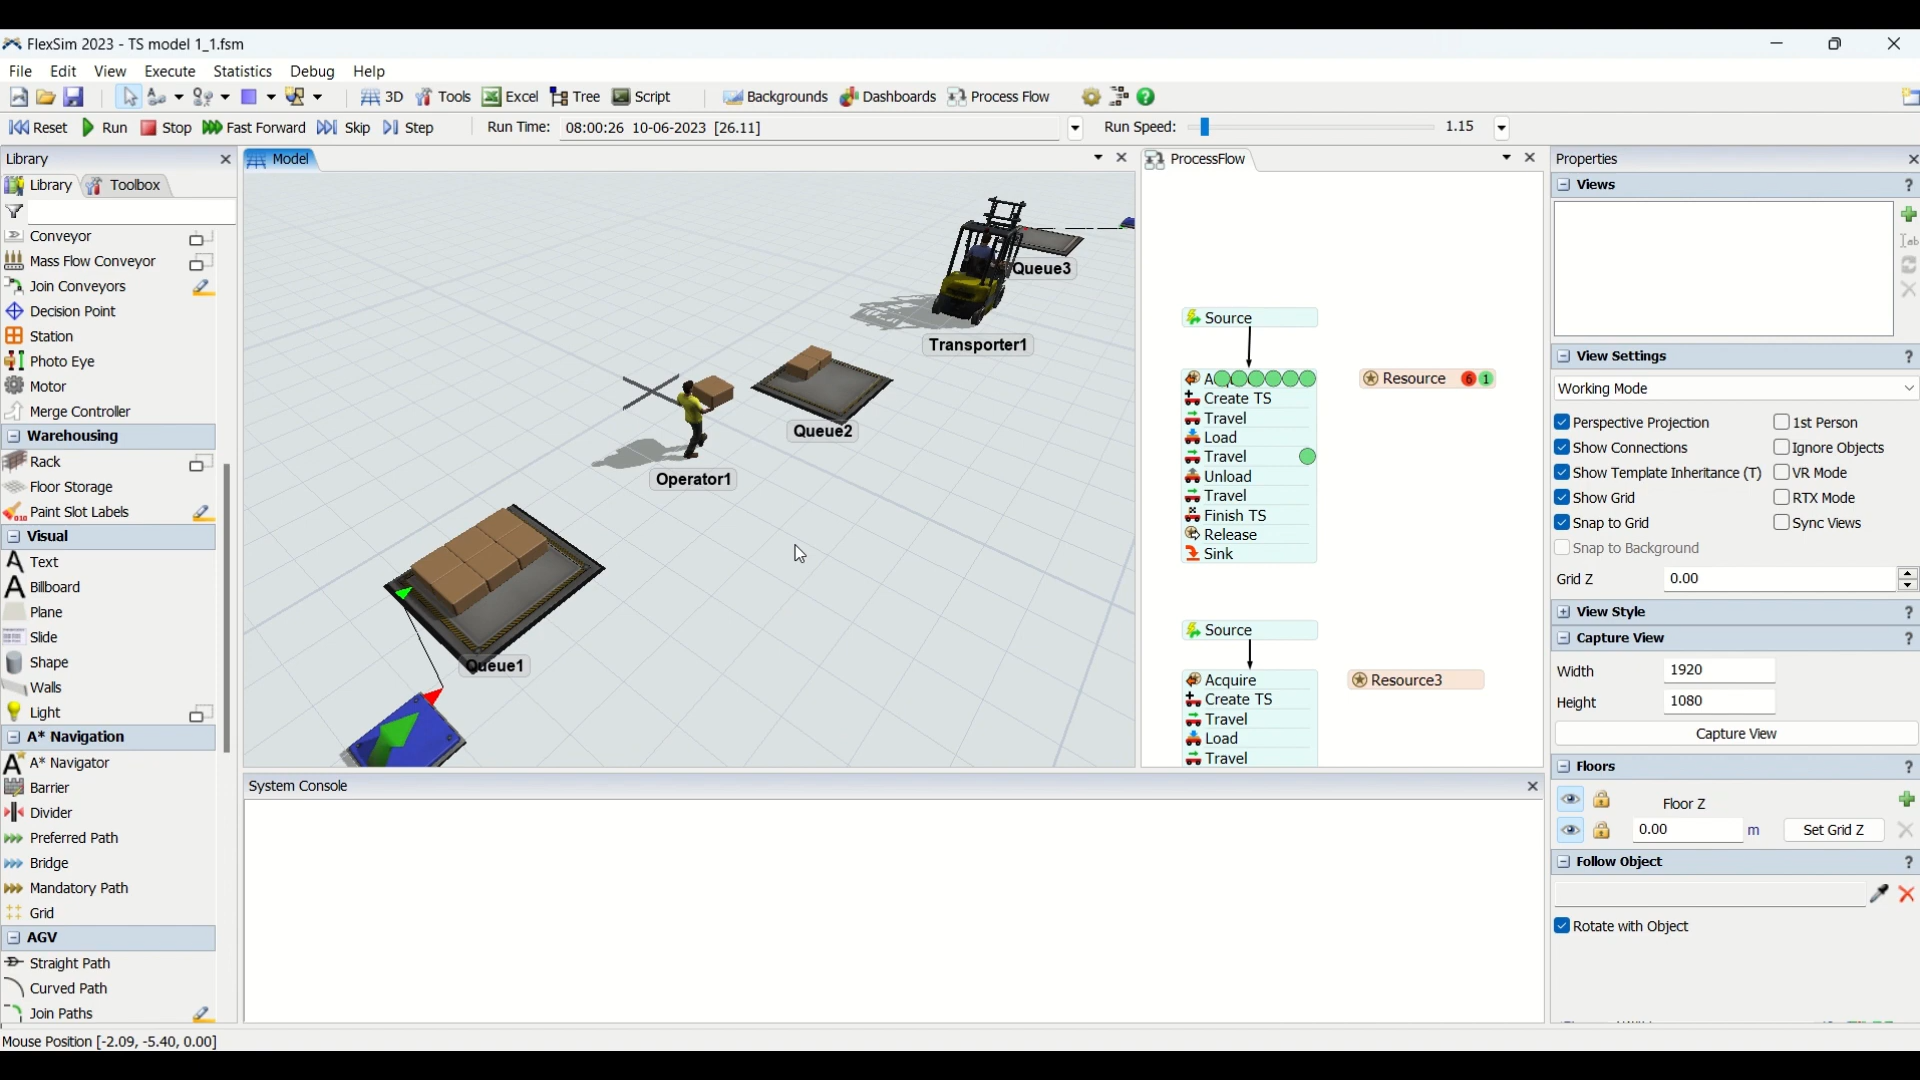 FlexSim 2023 - TS model 1_1.fsm
File Edit View Execute Statistics Debug Help
3D Tools Excel Tree Script Backgrounds Dashboards Process Flow
Reset Run Stop Fast Forward Skip Step Run Time: 08:00:26 10-06-2023 [26.11] Run Speed: 1.15
Library
Library Toolbox
Conveyor
Mass Flow Conveyor
Join Conveyors
Decision Point
Station
Photo Eye
Motor
Merge Controller
Warehousing
Rack
Floor Storage
Paint Slot Labels
Visual
Text
Billboard
Plane
Slide
Shape
Walls
Light
A* Navigation
A* Navigator
Barrier
Divider
Preferred Path
Bridge
Mandatory Path
Grid
AGV
Straight Path
Curved Path
Join Paths
Model
Queue3
Transporter1
Queue2
Operator1
Queue1
System Console
ProcessFlow
Source
Resource 6 1
Create TS
Travel
Load
Travel
Unload
Travel
Finish TS
Release
Sink
Source
Acquire
Resource3
Create TS
Travel
Load
Travel
Properties
Views
View Settings
Working Mode
Perspective Projection 1st Person
Show Connections Ignore Objects
Show Template Inheritance (T) VR Mode
Show Grid RTX Mode
Snap to Grid Sync Views
Snap to Background
Grid Z 0.00
View Style
Capture View
Width 1920
Height 1080
Capture View
Floors
Floor Z
0.00 m Set Grid Z
Follow Object
Rotate with Object
Mouse Position [-2.09, -5.40, 0.00]